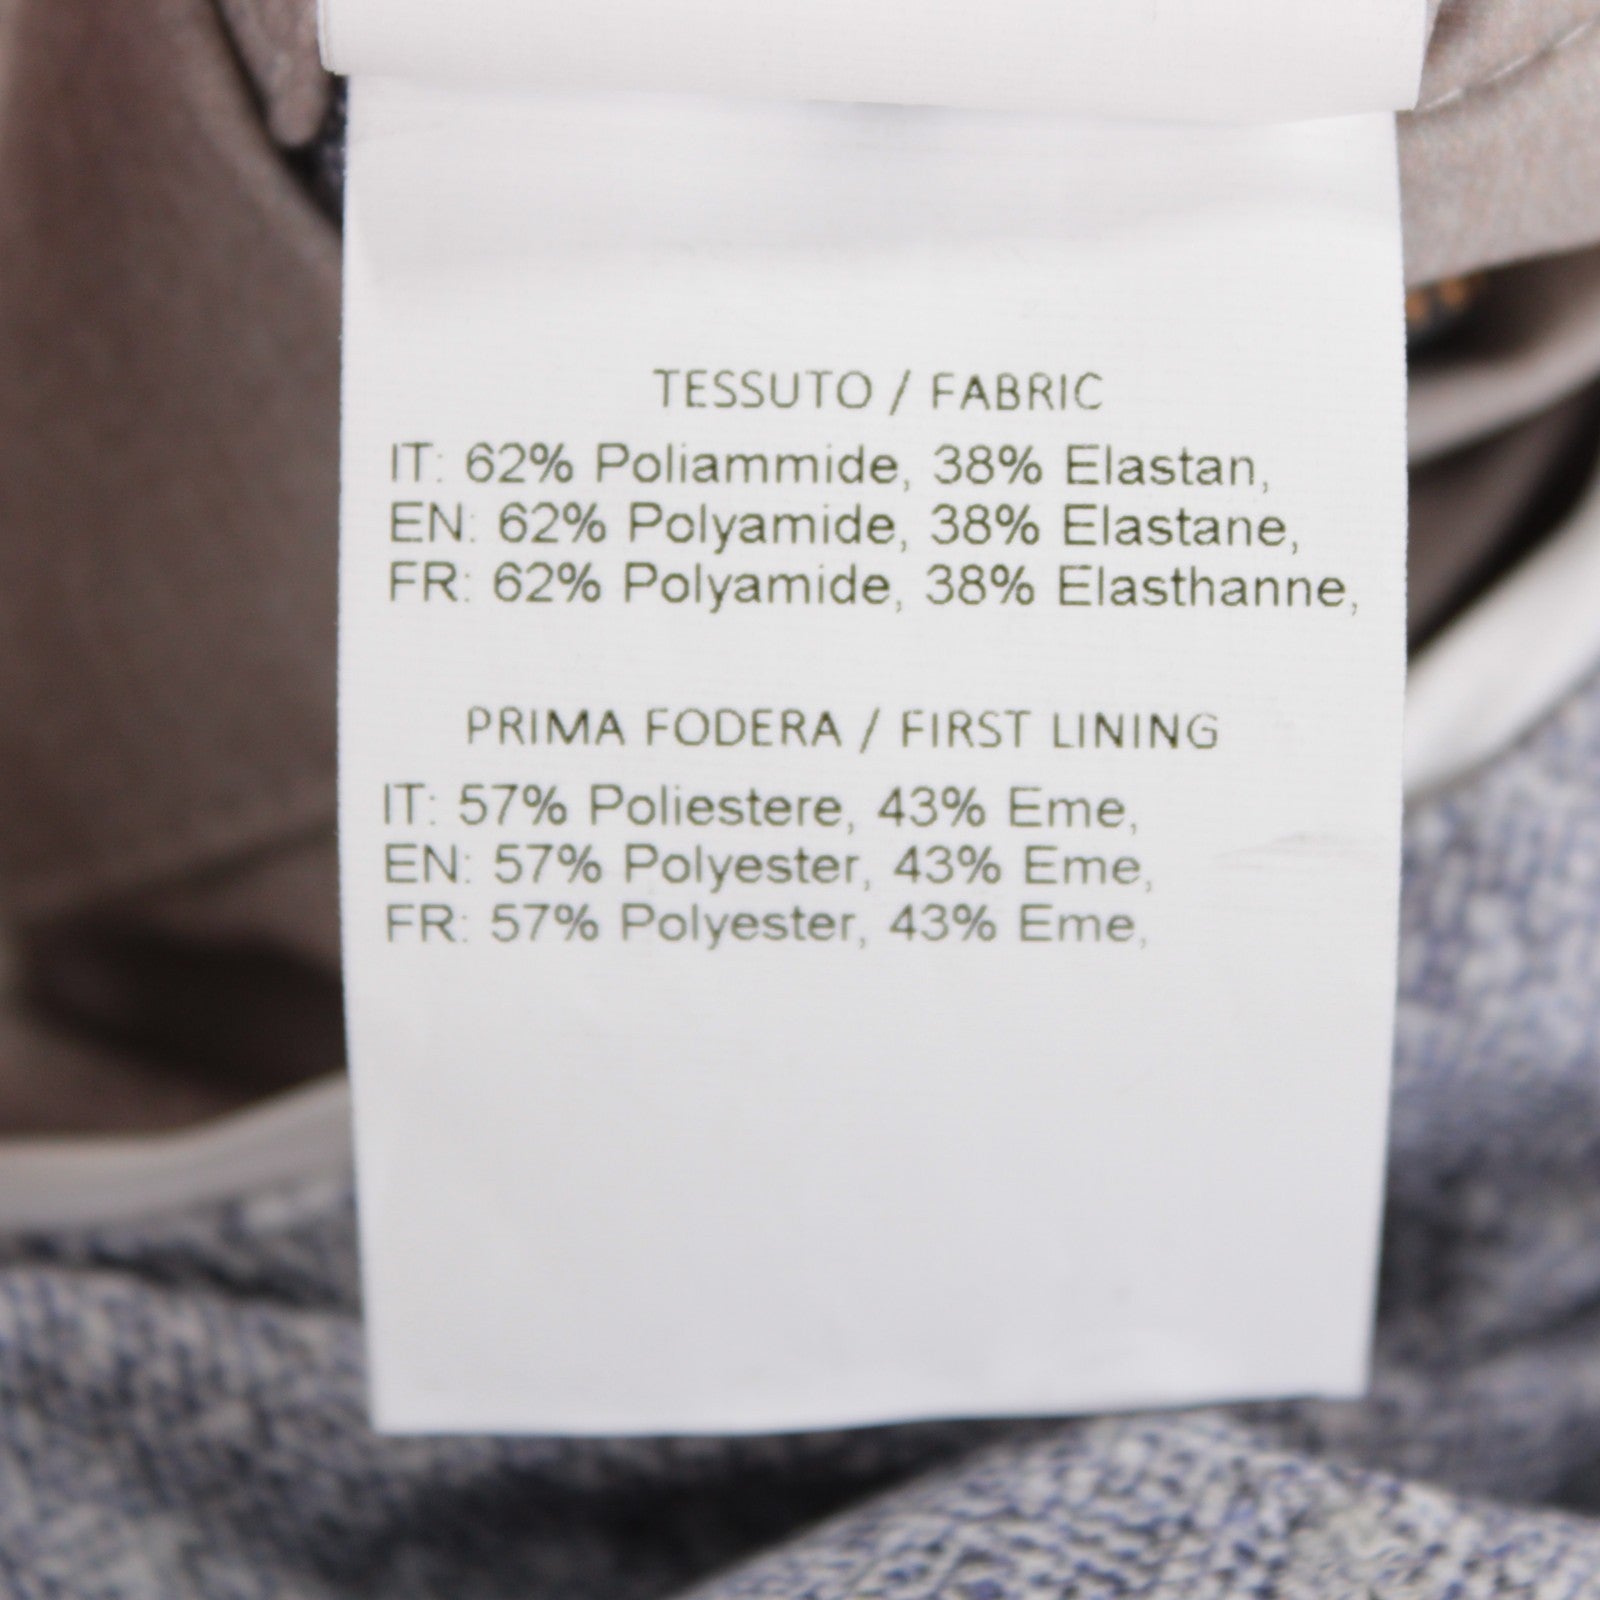 TESSUTO / FABRIC
IT: 62% Poliammide, 38% Elastan,
EN: 62% Polyamide, 38% Elastane,
FR: 62% Polyamide, 38% Elasthanne,
PRIMA FODERA / FIRST LINING
IT: 57% Poliestere, 43% Eme,
EN: 57% Polyester, 43% Eme,
FR: 57% Polyester, 43% Eme,